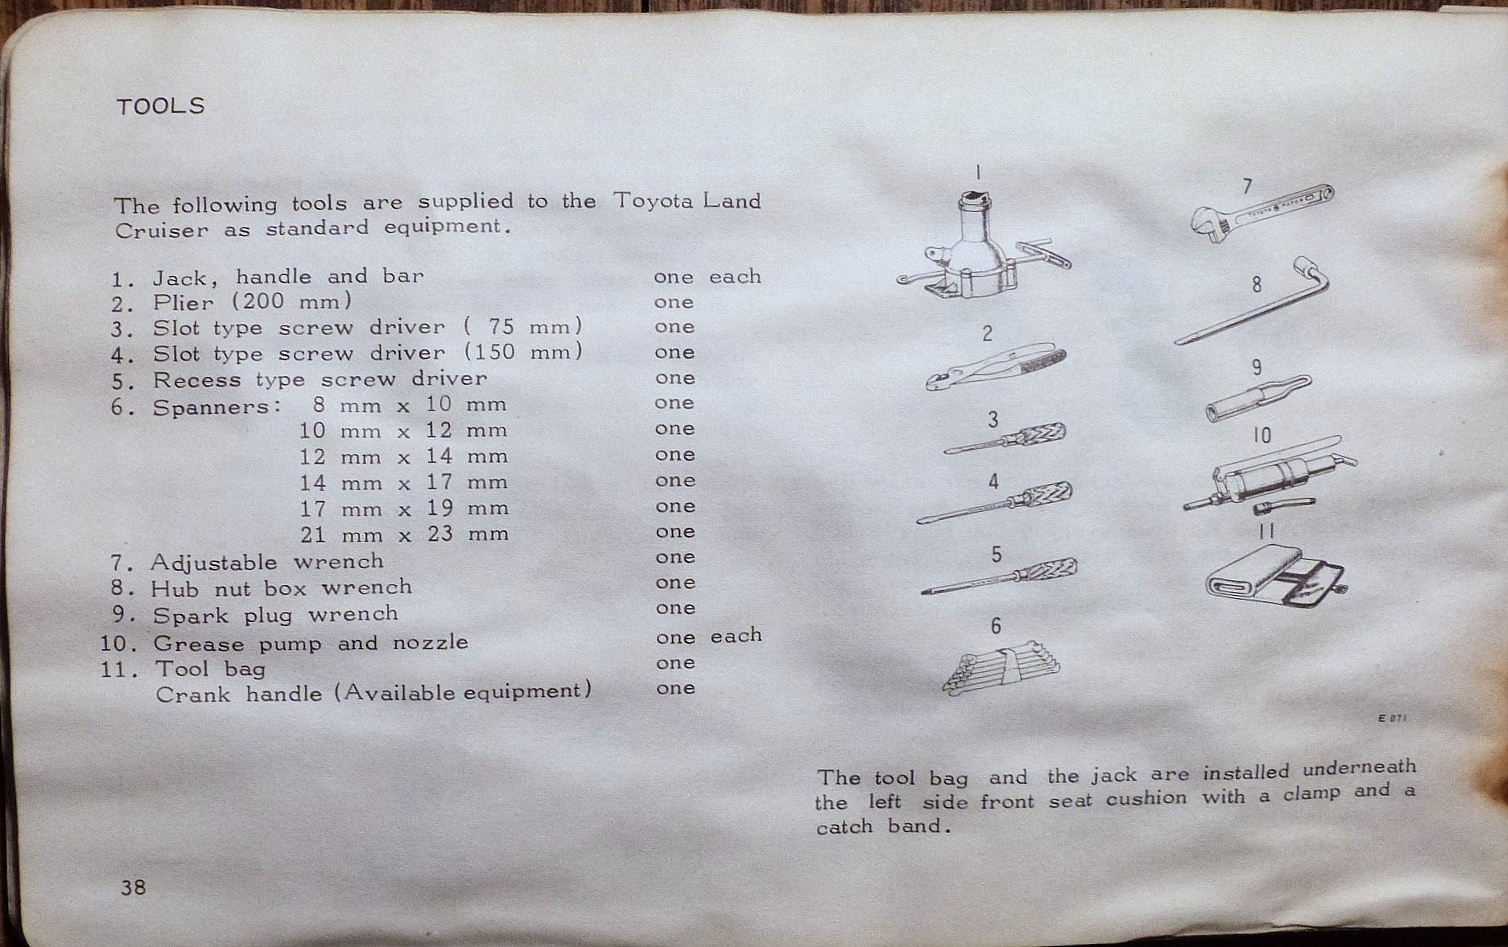 TOOLS
The following tools are supplied to the Toyota Land
Cruiser as standard equipment.
1. Jack, handle and bar one each
2. Plier (200 mm) one
3. Slot type screw driver ( 75 mm) one
4. Slot type screw driver (150 mm) one
5. Recess type screw driver one
6. Spanners: 8 mm x 10 mm one
10 mm x 12 mm one
12 mm x 14 mm one
14 mm x 17 mm one
17 mm x 19 mm one
21 mm x 23 mm one
7. Adjustable wrench one
8. Hub nut box wrench one
9. Spark plug wrench one
10. Grease pump and nozzle one each
11. Tool bag one
Crank handle (Available equipment) one
38
1
2
3
4
5
6
7
TOYOTA MOTOR
8
9
10
11
E 071
The tool bag and the jack are installed underneath
the left side front seat cushion with a clamp and a
catch band.